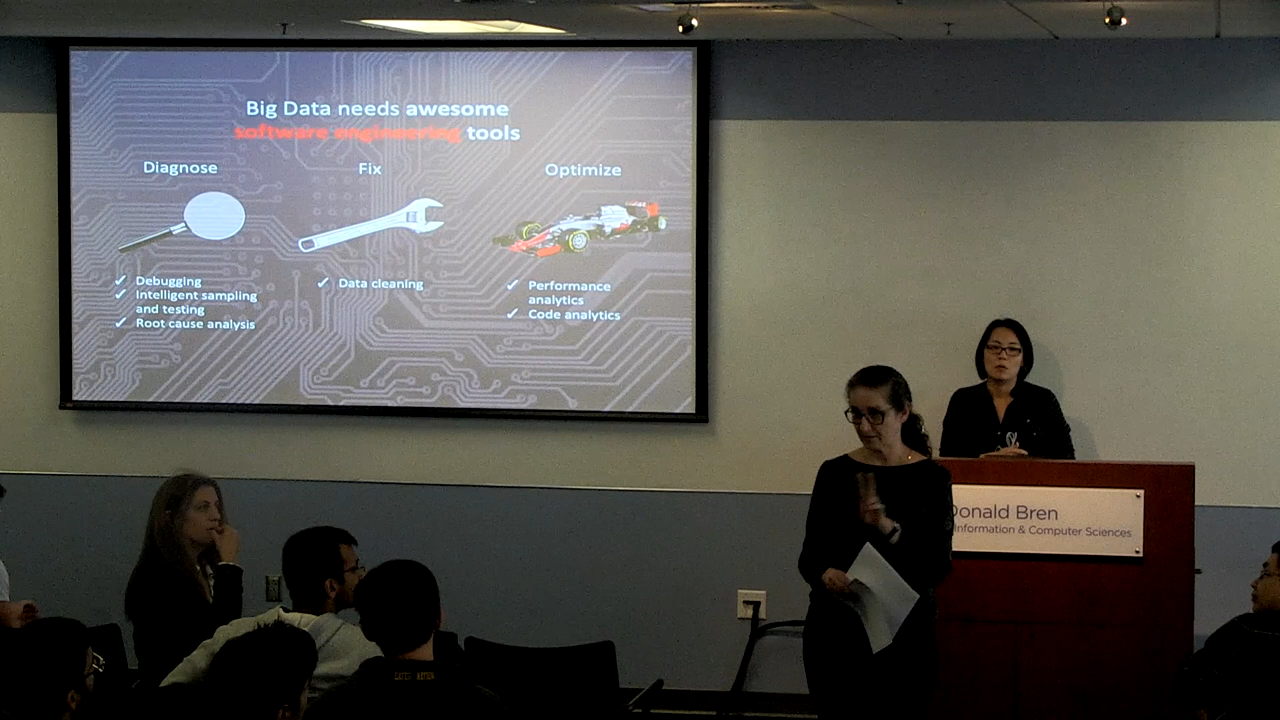 Big Data needs awesome
software engineering tools
Diagnose
Fix
Optimize
✓ Debugging
✓ Intelligent sampling
and testing
✓ Root cause analysis
✓ Data cleaning
✓ Performance
analytics
✓ Code analytics
Donald Bren
Information & Computer Sciences